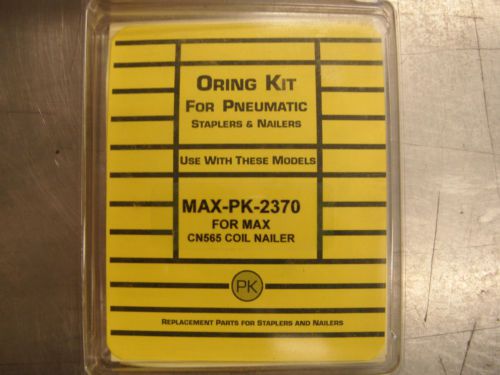 ORING KIT
FOR PNEUMATIC
STAPLERS & NAILERS
USE WITH THESE MODELS
MAX-PK-2370
FOR MAX
CN565 COIL NAILER
PK
REPLACEMENT PARTS FOR STAPLERS AND NAILERS